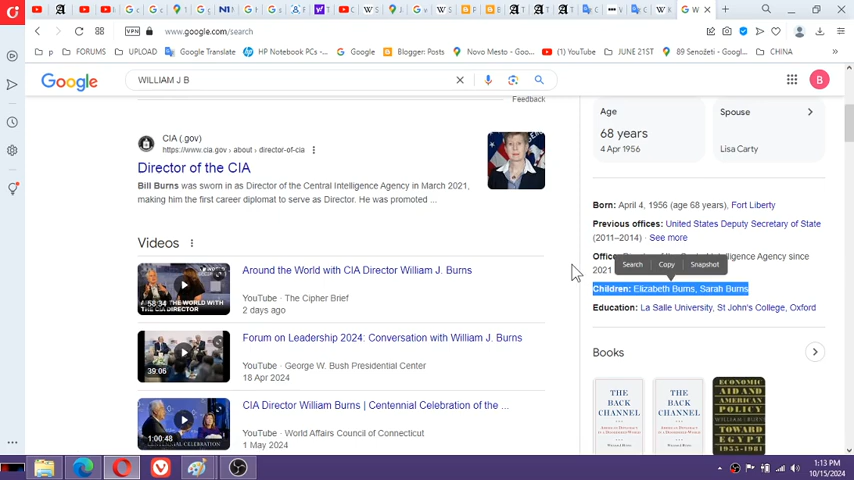 www.google.com/search
VPN
p
FORUMS
UPLOAD
Google Translate
HP Notebook PC‑...
Google
Blogger: Posts
Novo Mesto – Goo...
(1) YouTube
JUNE21ST
89 Senožeti - Googl...
CHINA
Google
WILLIAM J B
B
Feedback
CIA (.gov)
https://www.cia.gov › about › director-of-cia
Director of the CIA
Bill Burns was sworn in as Director of the Central Intelligence Agency in March 2021,
making him the first career diplomat to serve as Director. He was promoted ...
Videos
Around the World with CIA Director William J. Burns
YouTube · The Cipher Brief
2 days ago
58:34
Forum on Leadership 2024: Conversation with William J. Burns
YouTube · George W. Bush Presidential Center
18 Apr 2024
39:06
CIA Director William Burns | Centennial Celebration of the ...
YouTube · World Affairs Council of Connecticut
1 May 2024
1:00:48
Age
68 years
4 Apr 1956
Spouse
Lisa Carty
Born: April 4, 1956 (age 68 years), Fort Liberty
Previous offices: United States Deputy Secretary of State
(2011–2014) · See more
Intelligence Agency since
2021
Search Copy Snapshot
Children: Elizabeth Burns, Sarah Burns
Education: La Salle University, St John's College, Oxford
Books
THE
BACK
CHANNEL
THE
BACK
CHANNEL
ECONOMIC
AID AND
AMERICAN
POLICY
TOWARD
EGYPT
1955-1981
1:13 PM
10/15/2024